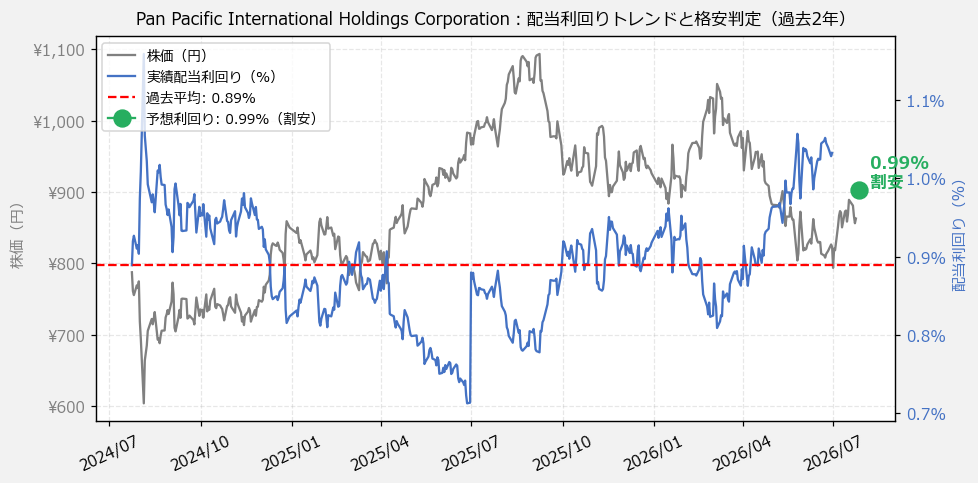 Pan Pacific International Holdings Corporation : 配当利回りトレンドと格安判定（過去2年）
株価（円）
実績配当利回り（%）
過去平均: 0.89%
予想利回り: 0.99%（割安）
¥1,100
¥1,000
¥900
¥800
¥700
¥600
株価（円）
1.1%
1.0%
0.9%
0.8%
0.7%
配当利回り（%）
0.99%
割安
2024/07
2024/10
2025/01
2025/04
2025/07
2025/10
2026/01
2026/04
2026/07